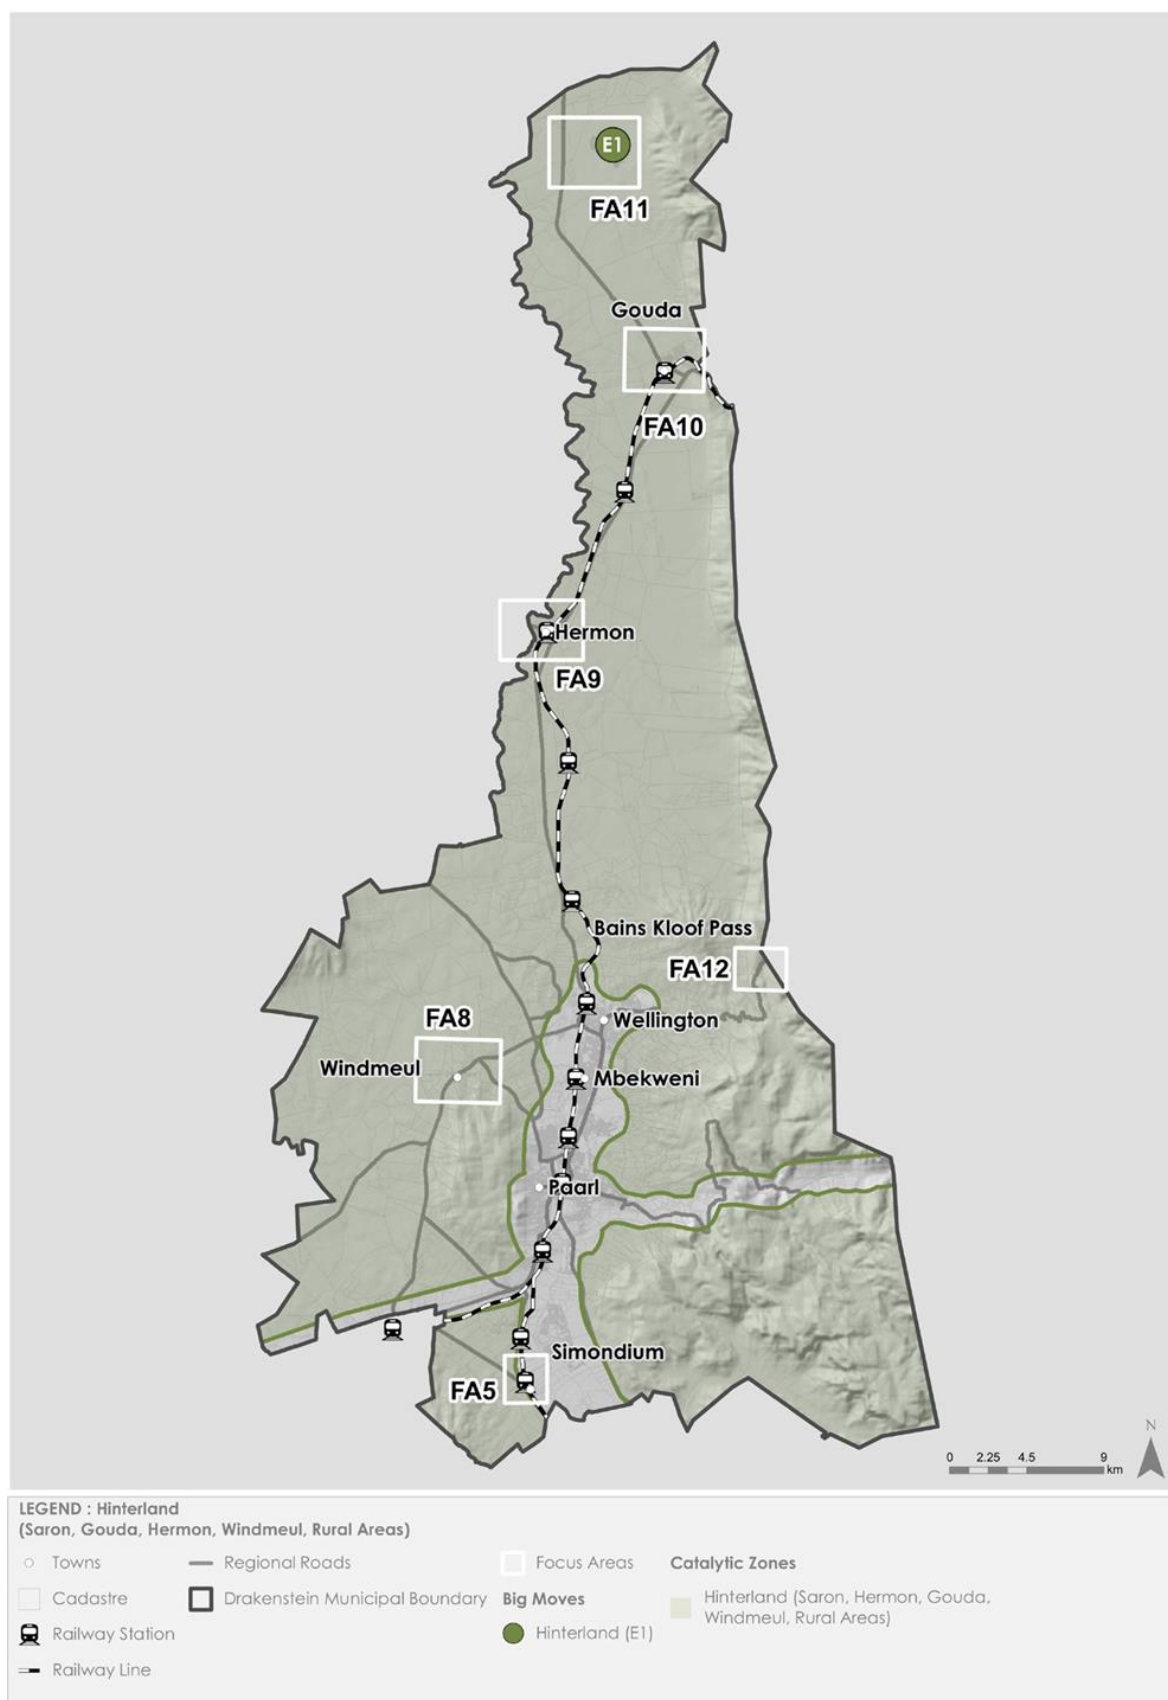 E1
FA11
Gouda
FA10
Hermon
FA9
Bains Kloof Pass
FA12
Wellington
FA8
Windmeul
Mbekweni
Paarl
Simondium
FA5
N
0 2.25 4.5 9
km
LEGEND : Hinterland
(Saron, Gouda, Hermon, Windmeul, Rural Areas)
Towns
Cadastre
Railway Station
Railway Line
Regional Roads
Drakenstein Municipal Boundary
Focus Areas
Big Moves
Hinterland (E1)
Catalytic Zones
Hinterland (Saron, Hermon, Gouda,
Windmeul, Rural Areas)